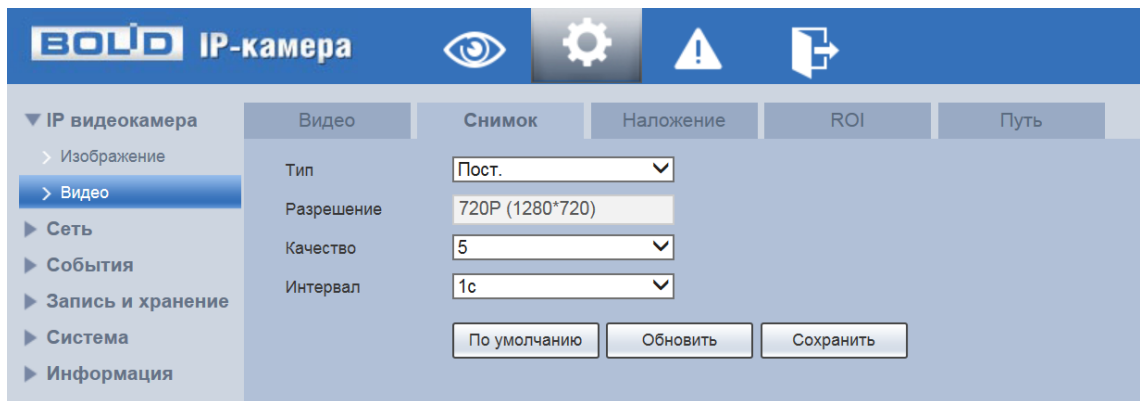 BOLID IP-камера
IP видеокамера
Изображение
Видео
Сеть
События
Запись и хранение
Система
Информация
Видео Снимок Наложение ROI Путь
Тип Пост.
Разрешение 720P (1280*720)
Качество 5
Интервал 1с
По умолчанию Обновить Сохранить